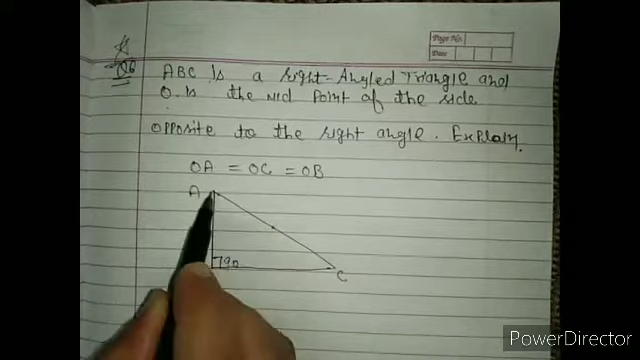 Page No.
Date
Q6 ABC is a right-Angled Triangle and
O. is the mid Point of the side
opposite to the right angle. Explain
OA = OC = OB
A
90
C
PowerDirector